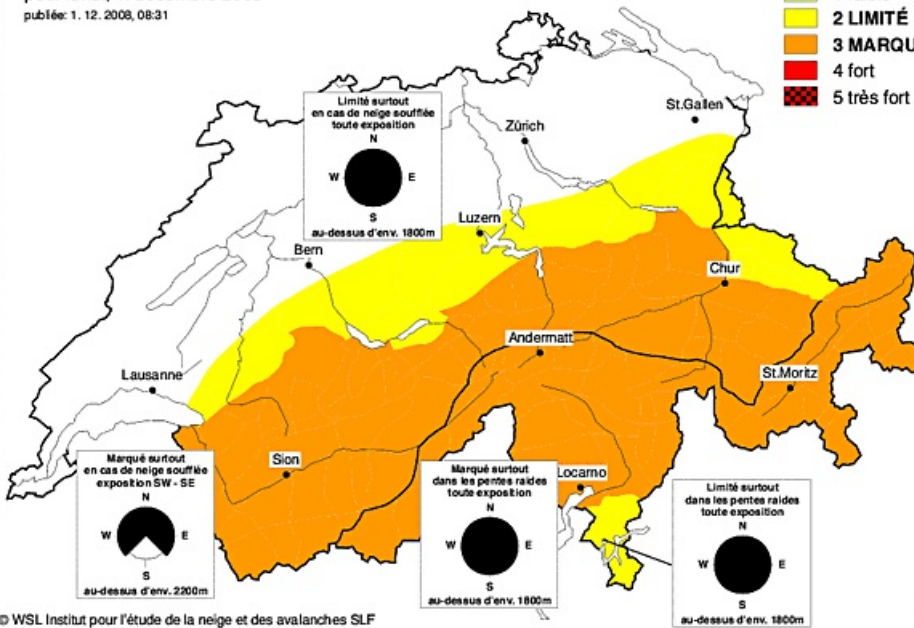 publiée: 1. 12. 2008, 08:31
2 LIMITÉ
3 MARQU
4 fort
5 très fort
Limité surtout
en cas de neige soufflée
toute exposition
N
W
E
S
au-dessus d'env. 1800m
St.Gallen
Zürich
Luzern
Bern
Chur
Andermatt
St.Moritz
Lausanne
Sion
Locarno
Marqué surtout
en cas de neige soufflée
exposition SW - SE
N
W
E
S
au-dessus d'env. 2200m
Marqué surtout
dans les pentes raides
toute exposition
N
W
E
S
au-dessus d'env. 1800m
Limité surtout
dans les pentes raides
toute exposition
N
W
E
S
au-dessus d'env. 1800m
© WSL Institut pour l'étude de la neige et des avalanches SLF